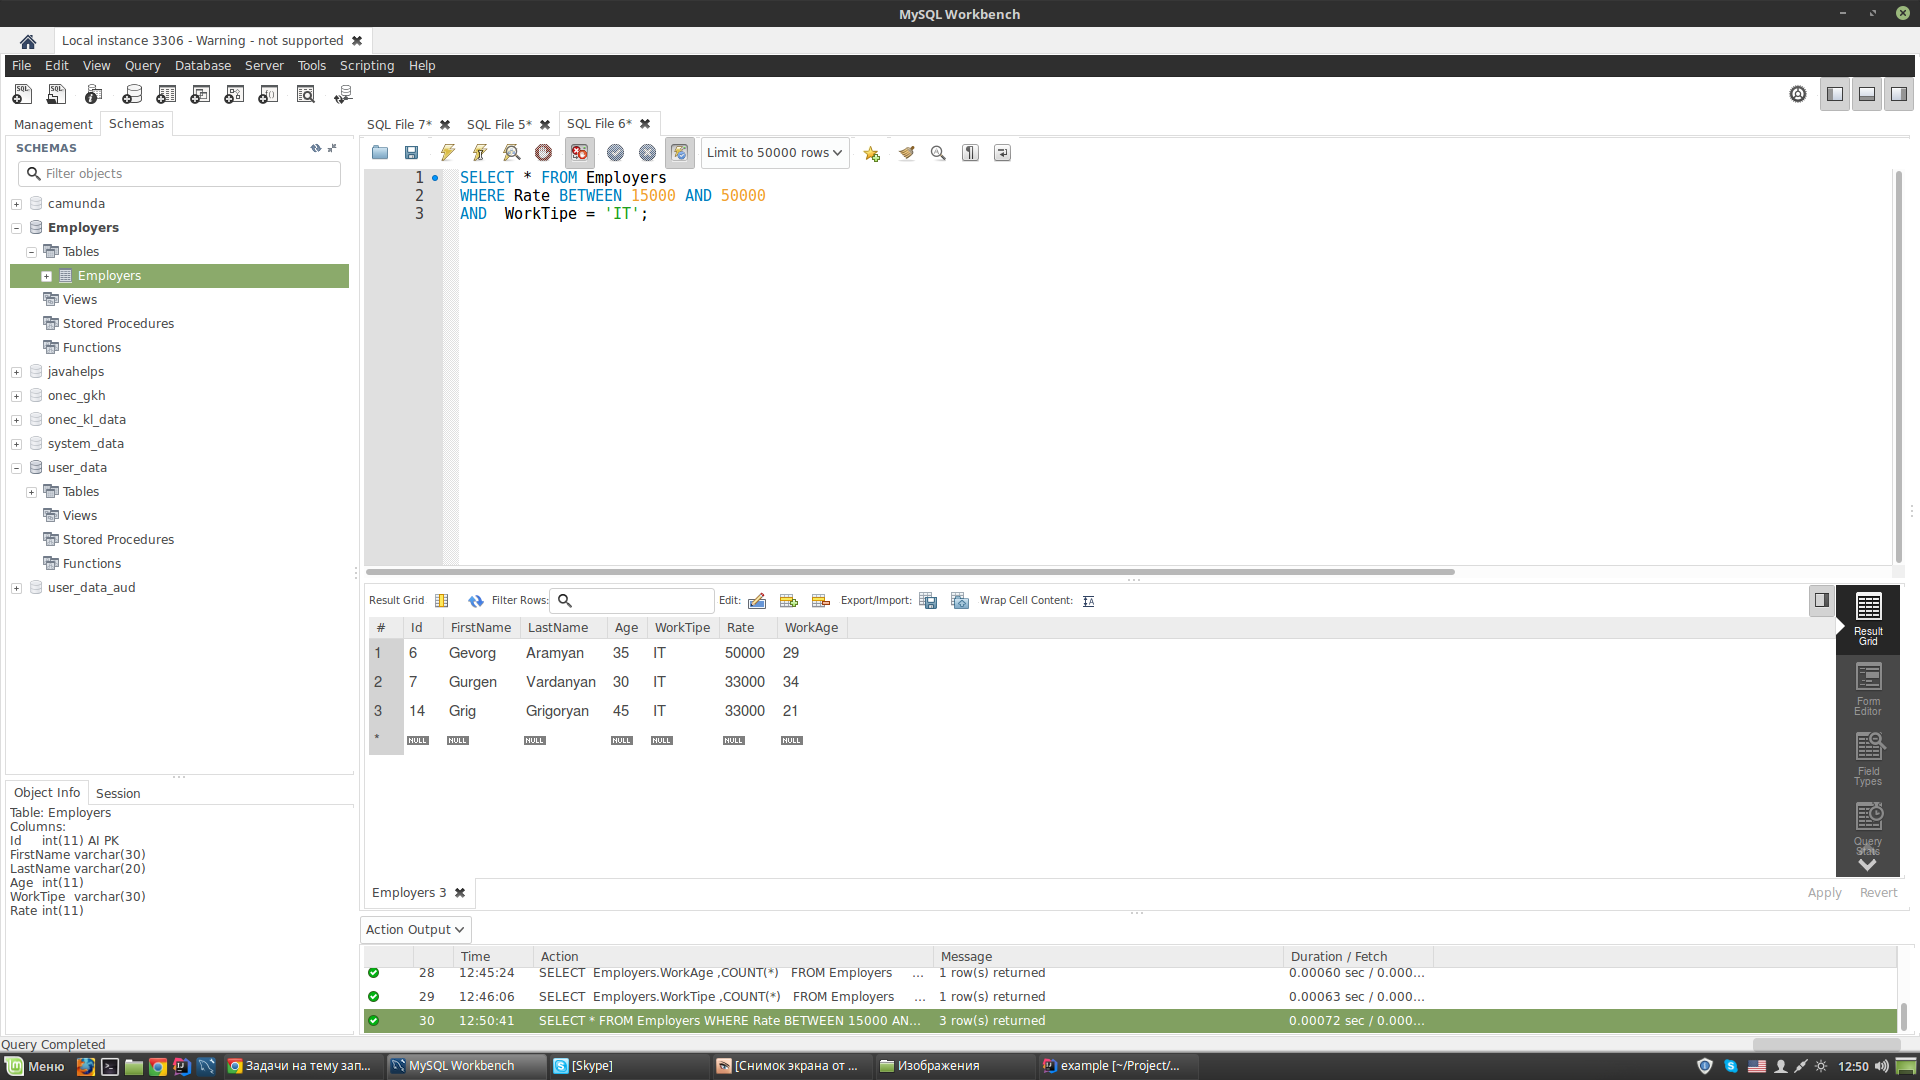 MySQL Workbench
Local instance 3306 - Warning - not supported
File Edit View Query Database Server Tools Scripting Help
Management Schemas
SQL File 7* SQL File 5* SQL File 6*
SCHEMAS
Filter objects
Limit to 50000 rows
camunda
Employers
Tables
Employers
Views
Stored Procedures
Functions
javahelps
onec_gkh
onec_kl_data
system_data
user_data
Tables
Views
Stored Procedures
Functions
user_data_aud
1 SELECT * FROM Employers
2 WHERE Rate BETWEEN 15000 AND 50000
3 AND WorkTipe = 'IT';
Result Grid Filter Rows: Edit: Export/Import: Wrap Cell Content:
# Id FirstName LastName Age WorkTipe Rate WorkAge
1 6 Gevorg Aramyan 35 IT 50000 29
2 7 Gurgen Vardanyan 30 IT 33000 34
3 14 Grig Grigoryan 45 IT 33000 21
* NULL NULL NULL NULL NULL NULL NULL
Result
Grid
Form
Editor
Field
Types
Query
Stats
Employers 3
Apply Revert
Object Info Session
Table: Employers
Columns:
Id int(11) AI PK
FirstName varchar(30)
LastName varchar(20)
Age int(11)
WorkTipe varchar(30)
Rate int(11)
Action Output
Time Action Message Duration / Fetch
28 12:45:24 SELECT Employers.WorkAge ,COUNT(*) FROM Employers ... 1 row(s) returned 0.00060 sec / 0.000...
29 12:46:06 SELECT Employers.WorkTipe ,COUNT(*) FROM Employers ... 1 row(s) returned 0.00063 sec / 0.000...
30 12:50:41 SELECT * FROM Employers WHERE Rate BETWEEN 15000 AN... 3 row(s) returned 0.00072 sec / 0.000...
Query Completed
Меню Задачи на тему зап... MySQL Workbench [Skype] [Снимок экрана от ... Изображения example [~/Project/... 12:50